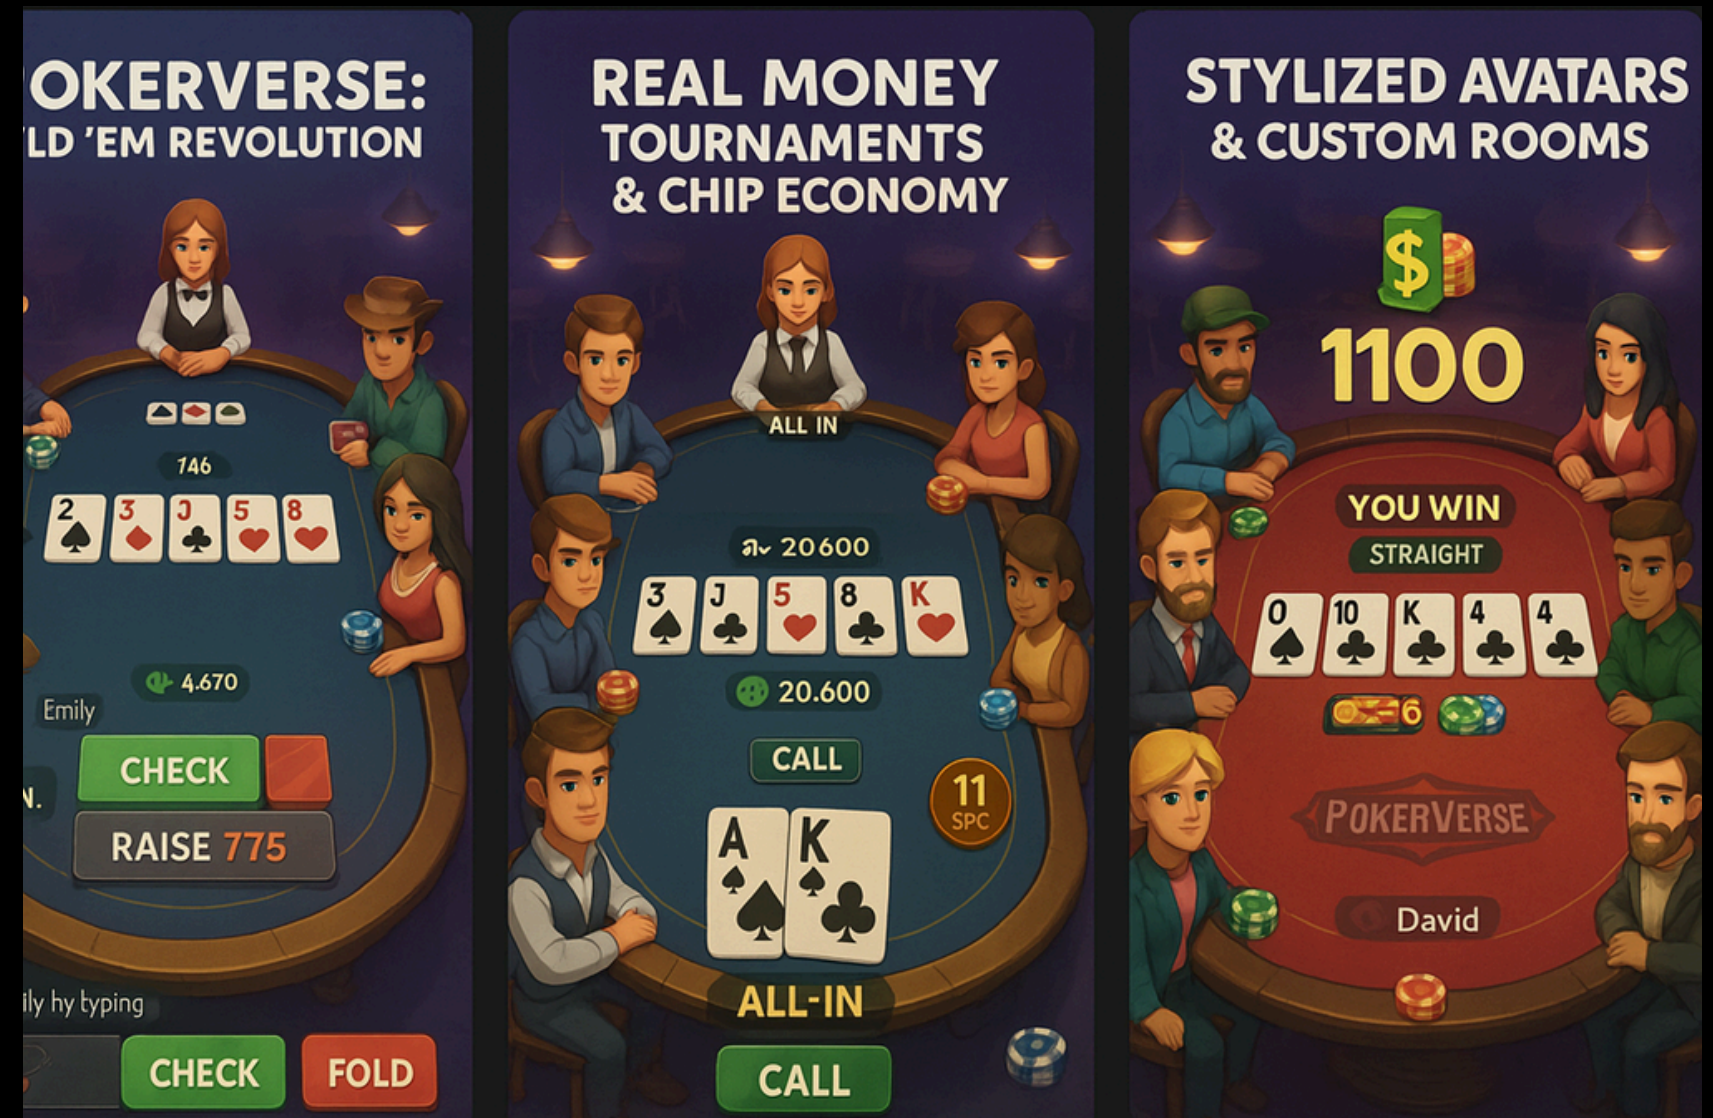 OKERVERSE:
LD 'EM REVOLUTION
746
2 3 J 5 8
4.670
Emily
CHECK
N.
RAISE 775
ily hy typing
CHECK FOLD
REAL MONEY
TOURNAMENTS
& CHIP ECONOMY
ALL IN
20600
3 J 5 8 K
20.600
CALL
11
SPC
A K
ALL-IN
CALL
STYLIZED AVATARS
& CUSTOM ROOMS
$
1100
YOU WIN
STRAIGHT
O 10 K 4 4
6
POKERVERSE
David